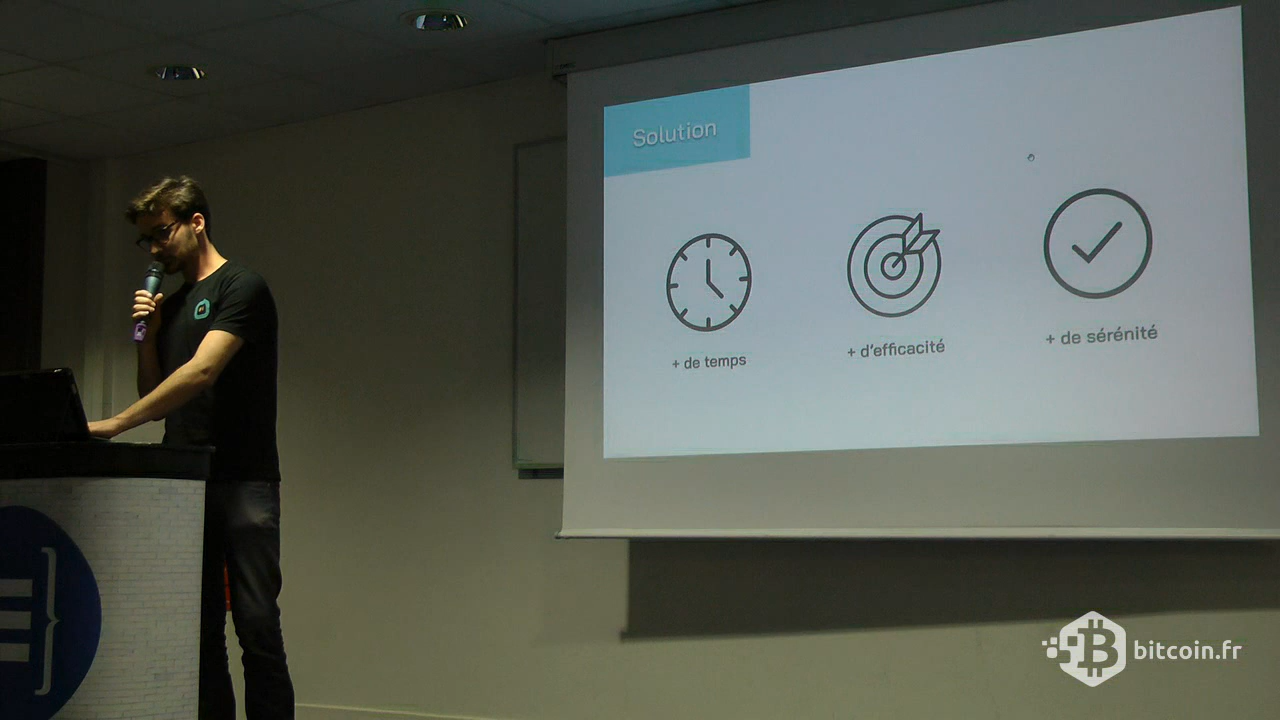 Solution
+ de temps
+ d'efficacité
+ de sérénité
bitcoin.fr